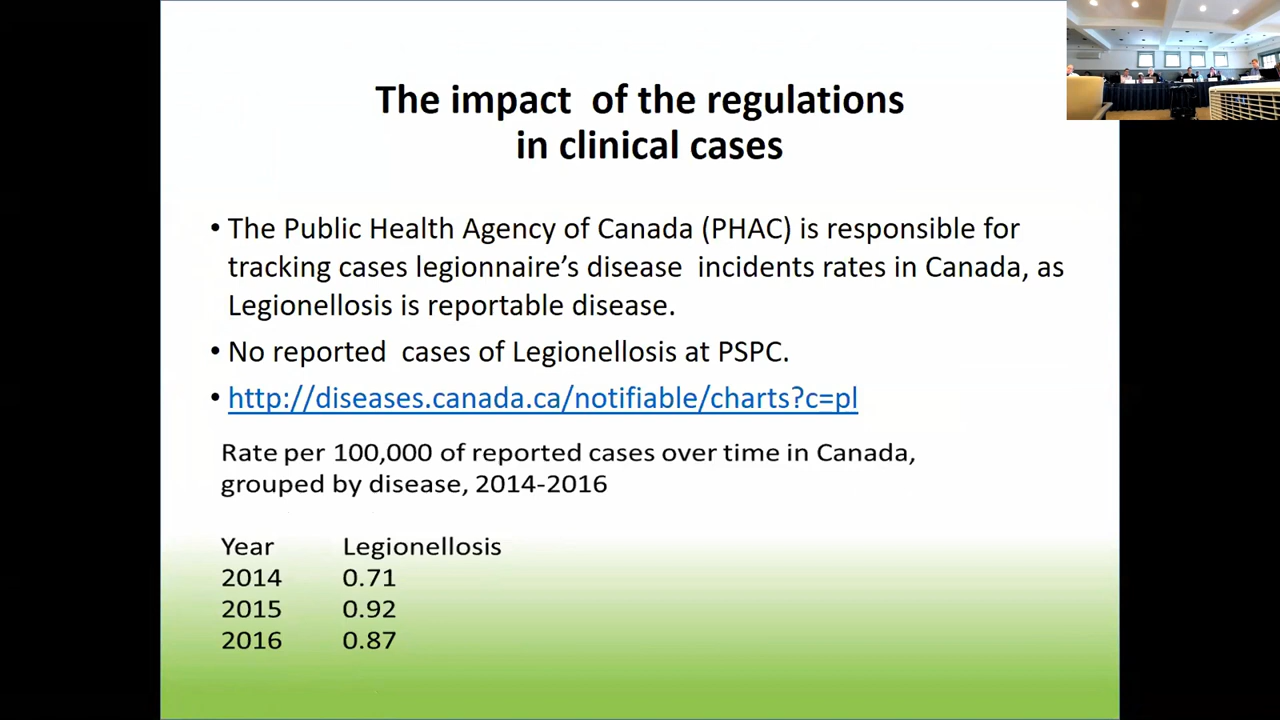 The impact of the regulations
in clinical cases
• The Public Health Agency of Canada (PHAC) is responsible for
tracking cases legionnaire’s disease incidents rates in Canada, as
Legionellosis is reportable disease.
• No reported cases of Legionellosis at PSPC.
• http://diseases.canada.ca/notifiable/charts?c=pl
Rate per 100,000 of reported cases over time in Canada,
grouped by disease, 2014-2016
Year Legionellosis
2014 0.71
2015 0.92
2016 0.87